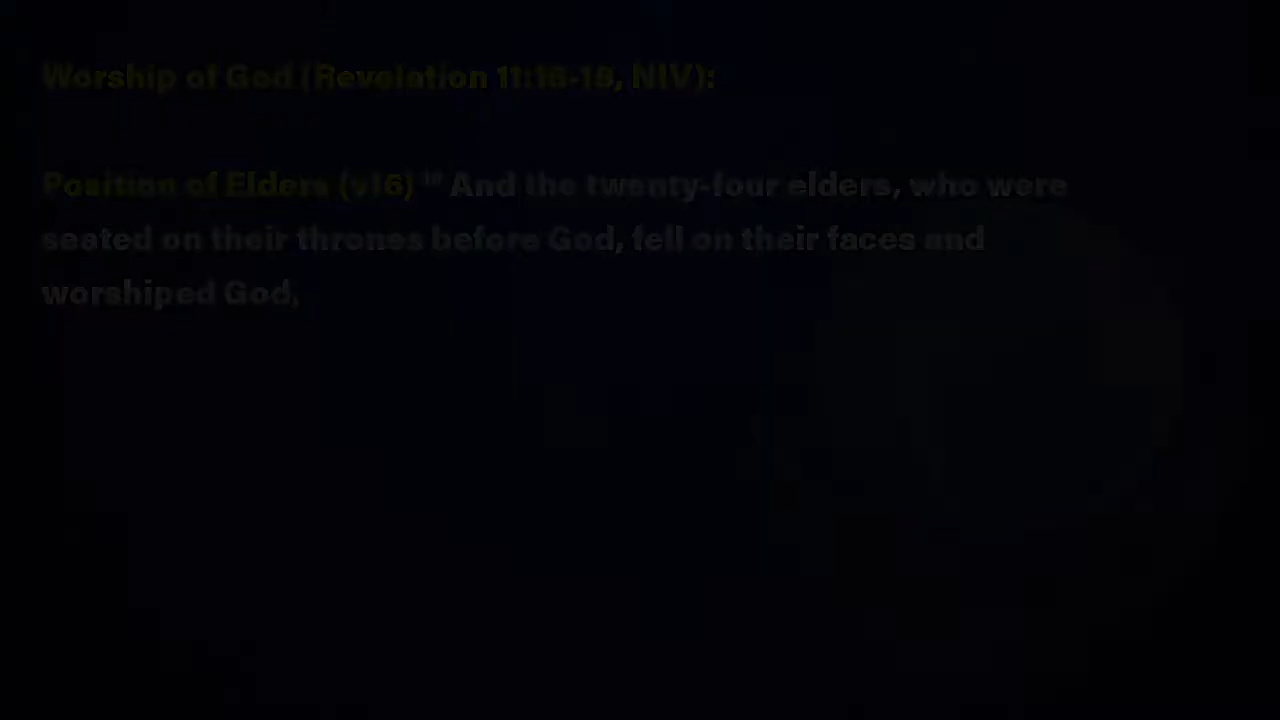 Worship of God (Revelation 11:16-18, NIV):
Position of Elders (v16) ¹⁶ And the twenty-four elders, who were
seated on their thrones before God, fell on their faces and
worshiped God,